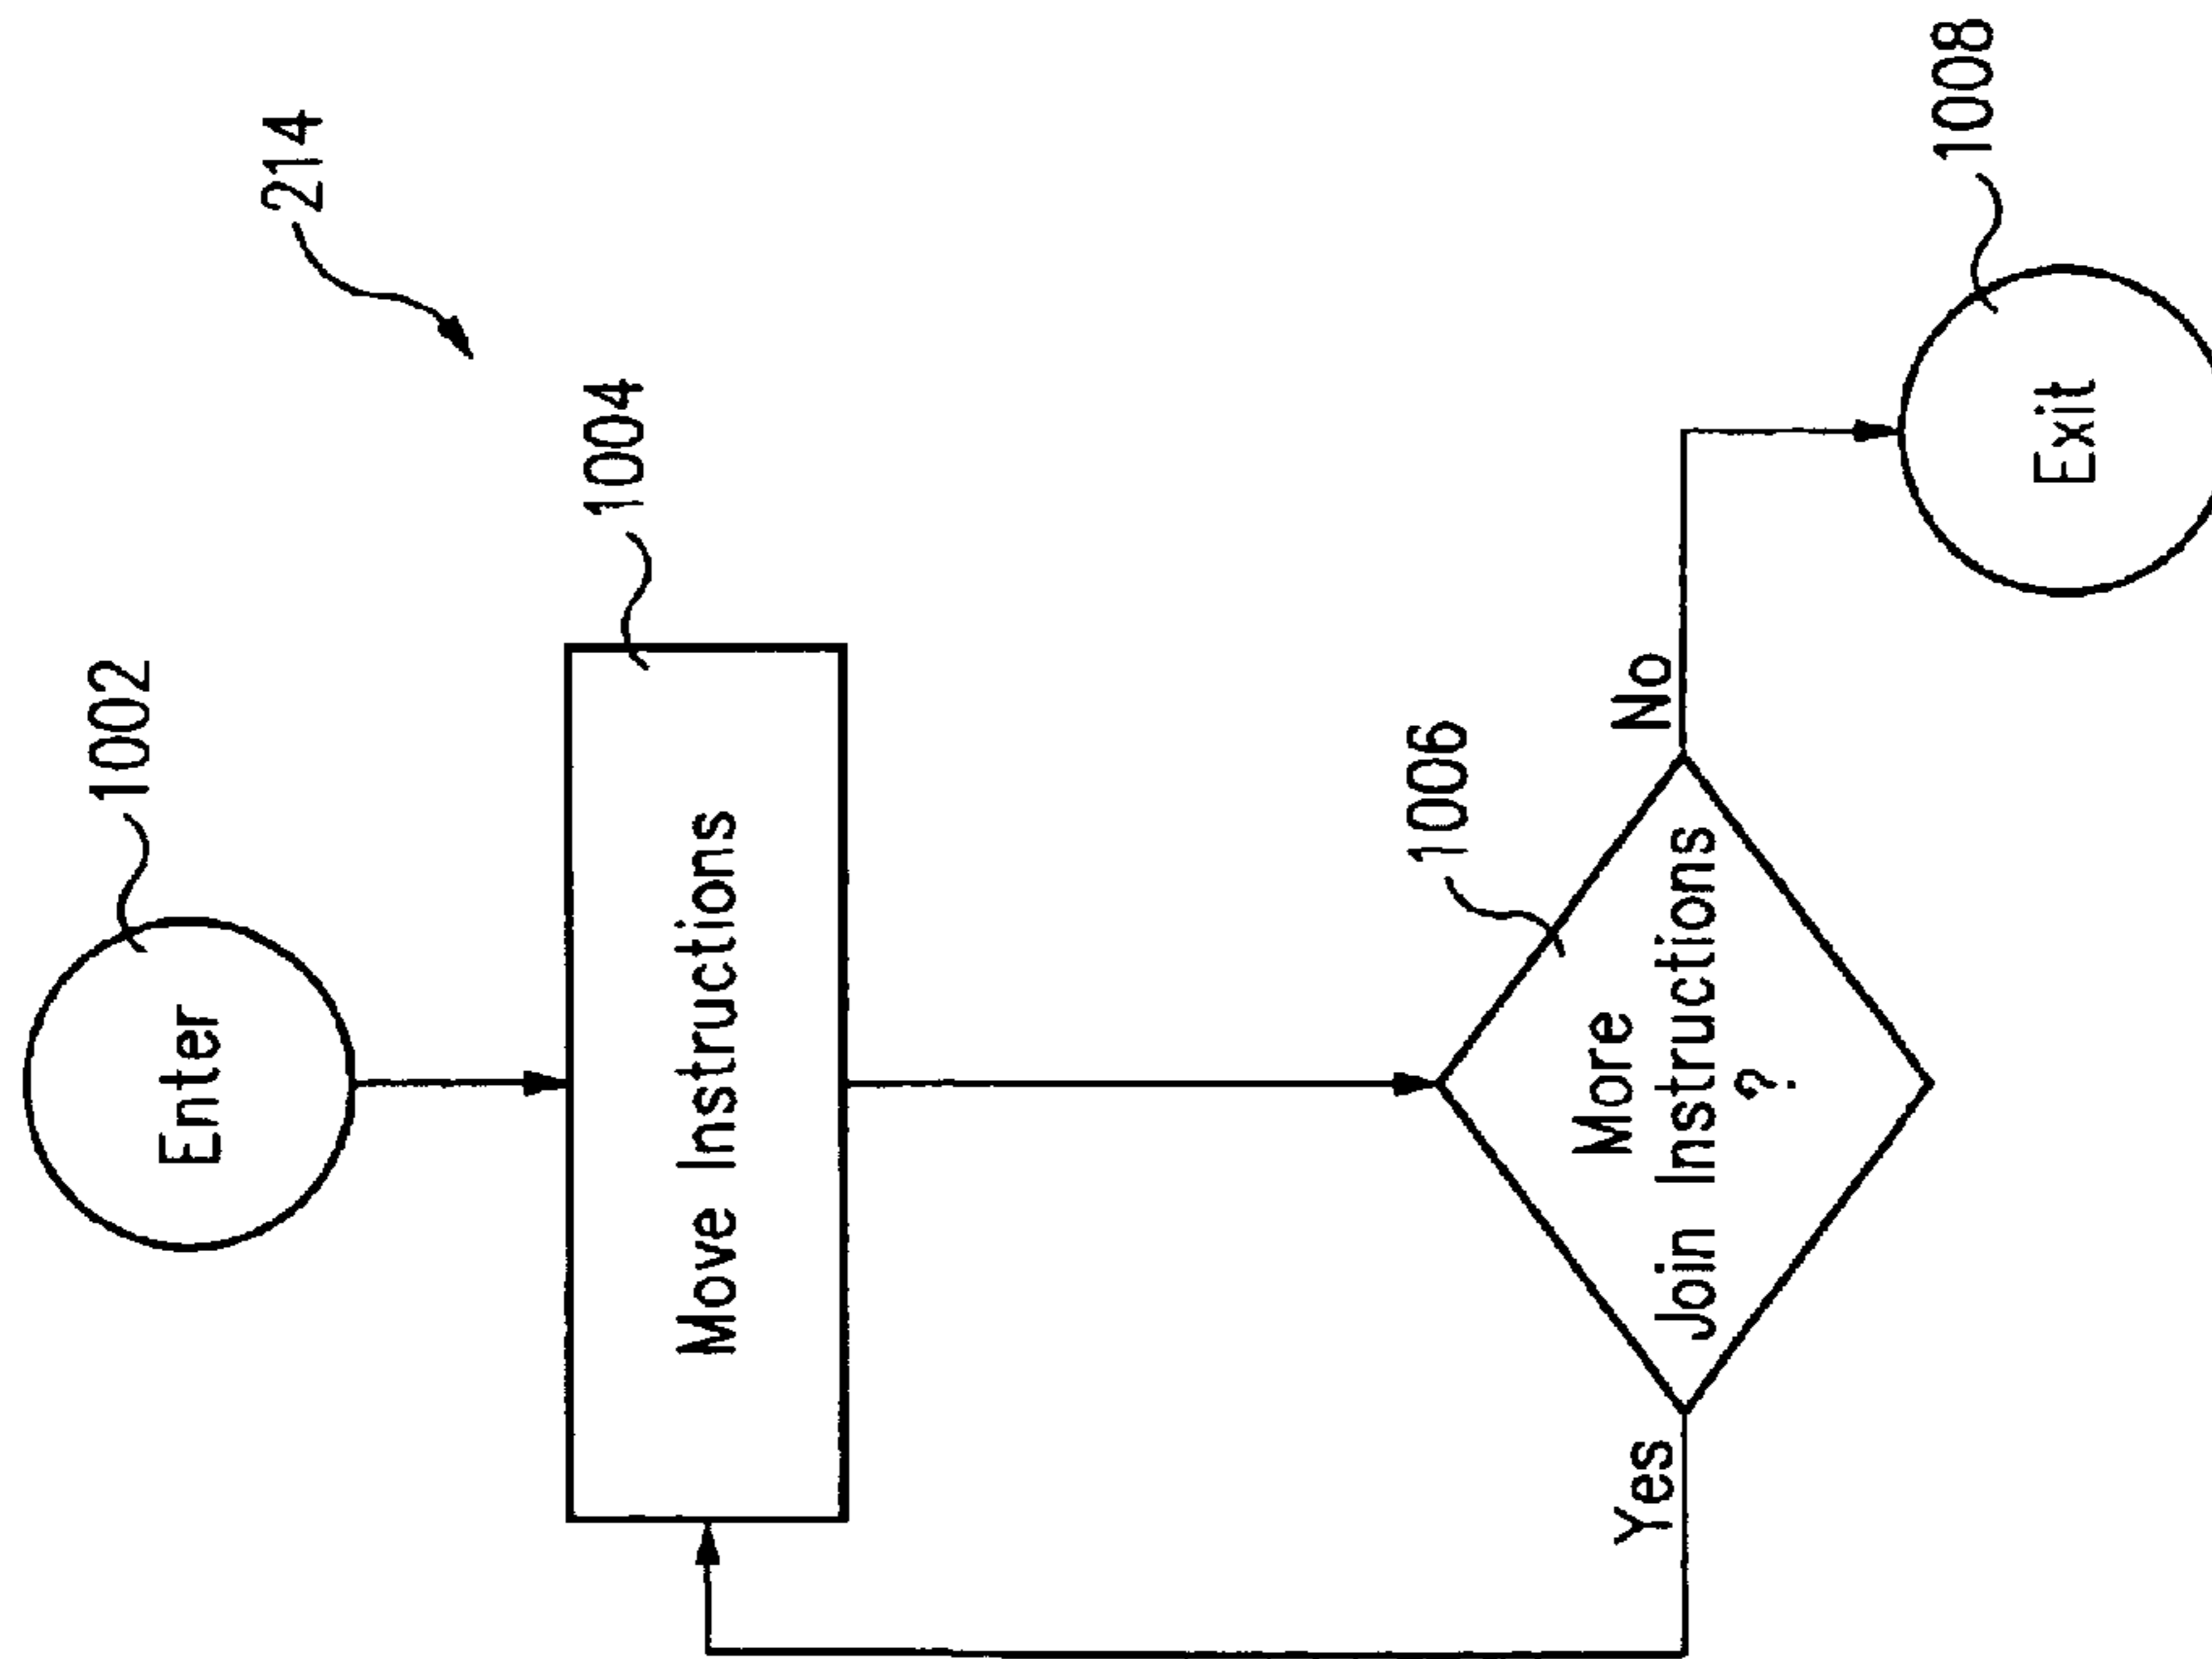 214
1002
Enter
1004
Move Instructions
1006
More
Join Instructions
?
Yes
No
1008
Exit